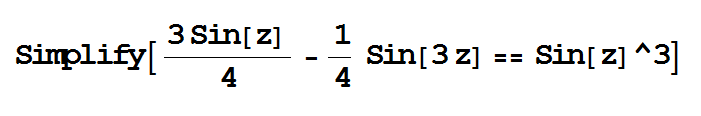 Simplify[3 Sin[z]/4 - 1/4 Sin[3 z] == Sin[z]^3]